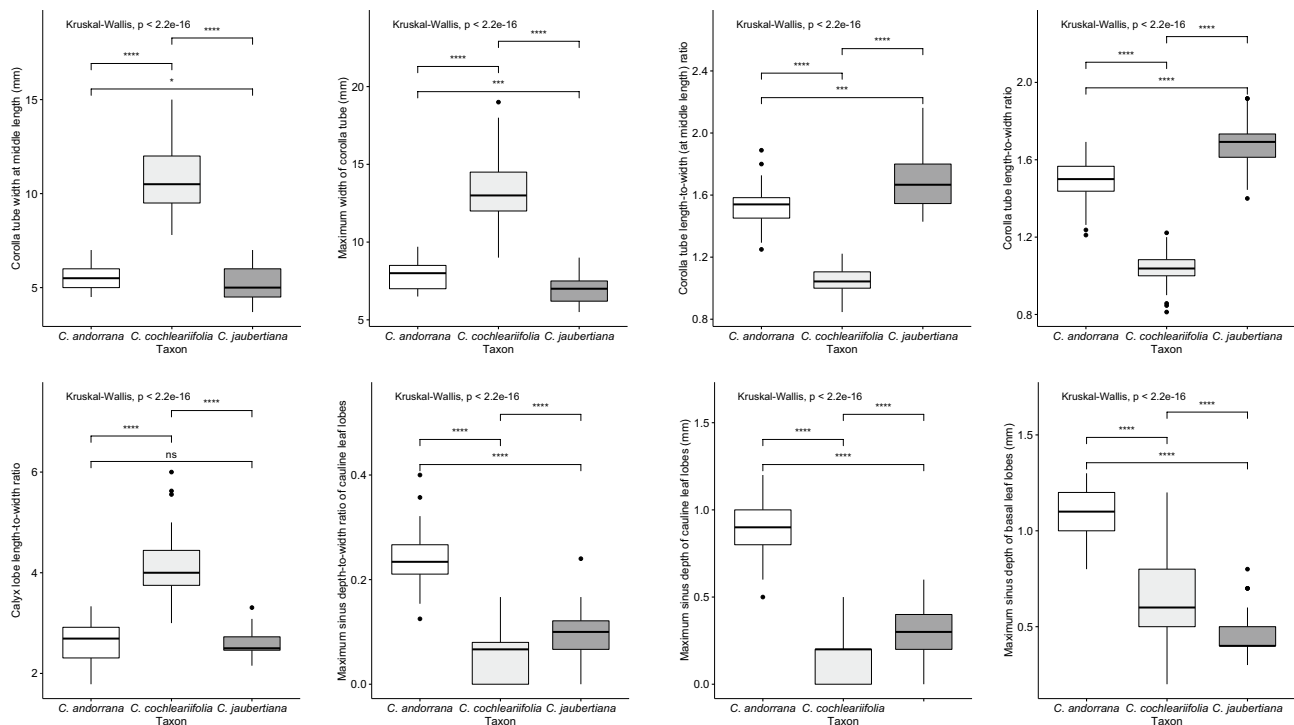 Kruskal-Wallis, p < 2.2e-16
****
****
*
Corolla tube width at middle length (mm)
15
10
5
C. andorrana C. cochleariifolia C. jaubertiana
Taxon
Kruskal-Wallis, p < 2.2e-16
****
****
***
Maximum width of corolla tube (mm)
20
15
10
5
C. andorrana C. cochleariifolia C. jaubertiana
Taxon
Kruskal-Wallis, p < 2.2e-16
****
****
***
Corolla tube length-to-width (at middle length) ratio
2.4
2.0
1.6
1.2
0.8
C. andorrana C. cochleariifolia C. jaubertiana
Taxon
Kruskal-Wallis, p < 2.2e-16
****
****
****
Corolla tube length-to-width ratio
2.0
1.6
1.2
0.8
C. andorrana C. cochleariifolia C. jaubertiana
Taxon
Kruskal-Wallis, p < 2.2e-16
****
****
ns
Calyx lobe length-to-width ratio
6
4
2
C. andorrana C. cochleariifolia C. jaubertiana
Taxon
Kruskal-Wallis, p < 2.2e-16
****
****
****
Maximum sinus depth-to-width ratio of cauline leaf lobes
0.4
0.2
0.0
C. andorrana C. cochleariifolia C. jaubertiana
Taxon
Kruskal-Wallis, p < 2.2e-16
****
****
****
Maximum sinus depth of cauline leaf lobes (mm)
1.5
1.0
0.5
0.0
C. andorrana C. cochleariifolia
Taxon
Kruskal-Wallis, p < 2.2e-16
****
****
****
Maximum sinus depth of basal leaf lobes (mm)
1.5
1.0
0.5
C. andorrana C. cochleariifolia C. jaubertiana
Taxon